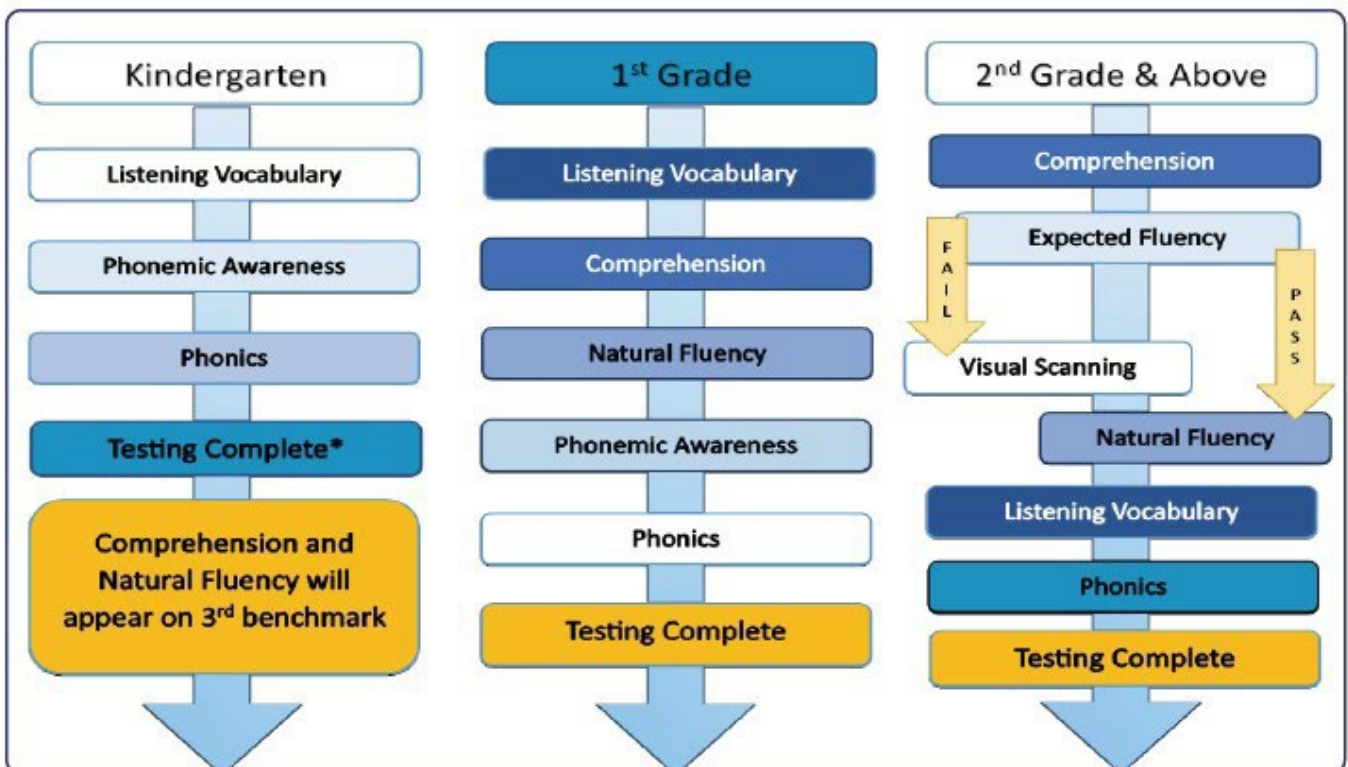 Kindergarten
Listening Vocabulary
Phonemic Awareness
Phonics
Testing Complete*
Comprehension and
Natural Fluency will
appear on 3rd benchmark
1st Grade
Listening Vocabulary
Comprehension
Natural Fluency
Phonemic Awareness
Phonics
Testing Complete
2nd Grade & Above
Comprehension
Expected Fluency
FAIL
PASS
Visual Scanning
Natural Fluency
Listening Vocabulary
Phonics
Testing Complete